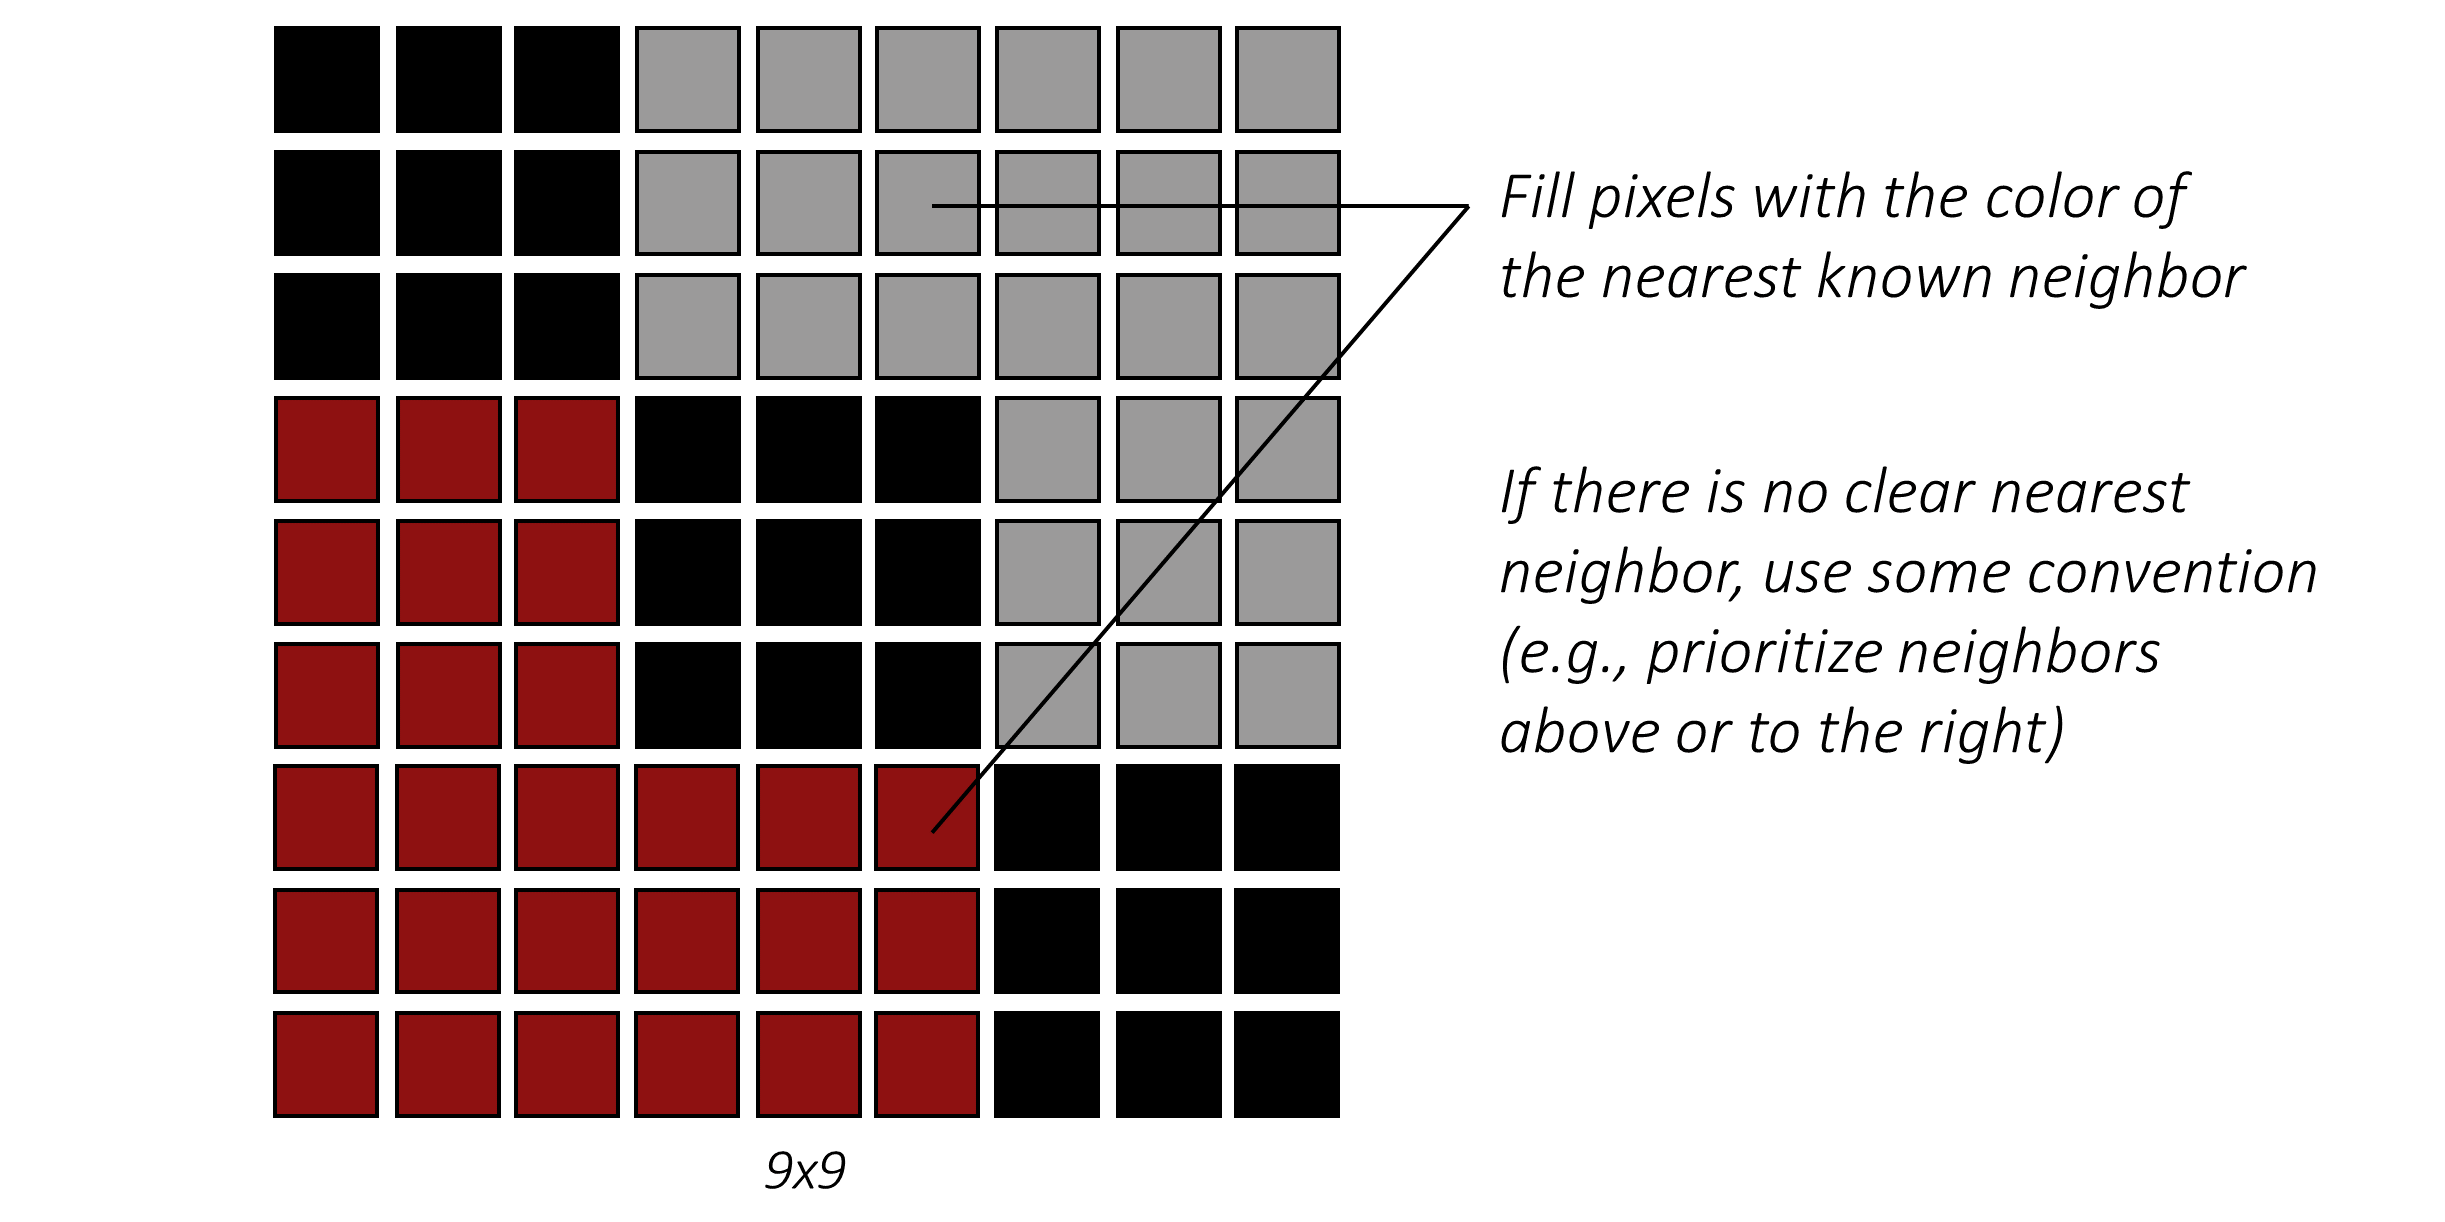 Fill pixels with the color of
the nearest known neighbor
If there is no clear nearest
neighbor, use some convention
(e.g., prioritize neighbors
above or to the right)
9x9